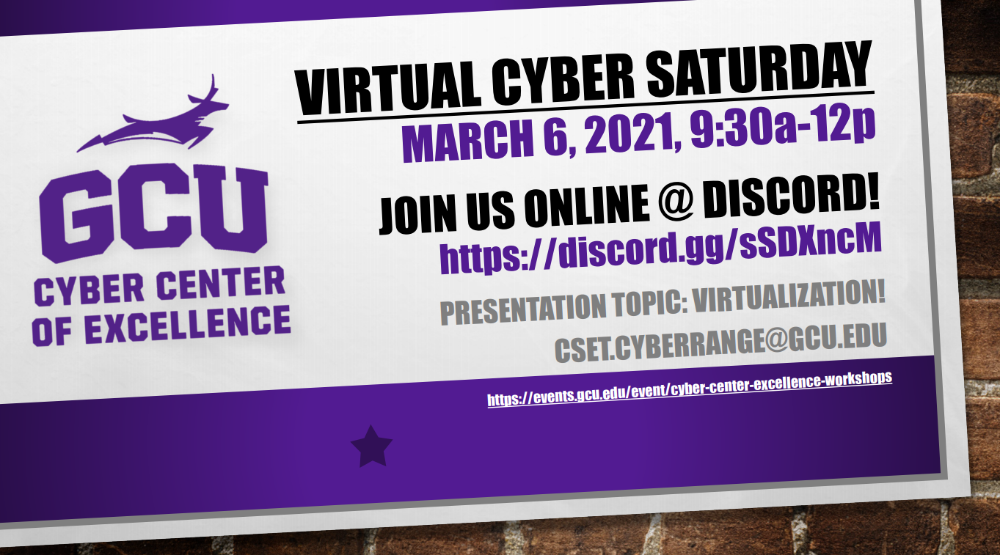 VIRTUAL CYBER SATURDAY
MARCH 6, 2021, 9:30a-12p
JOIN US ONLINE @ DISCORD!
https://discord.gg/sSDXncM
PRESENTATION TOPIC: VIRTUALIZATION!
CSET.CYBERRANGE@GCU.EDU
https://events.gcu.edu/event/cyber-center-excellence-workshops
GCU
CYBER CENTER
OF EXCELLENCE